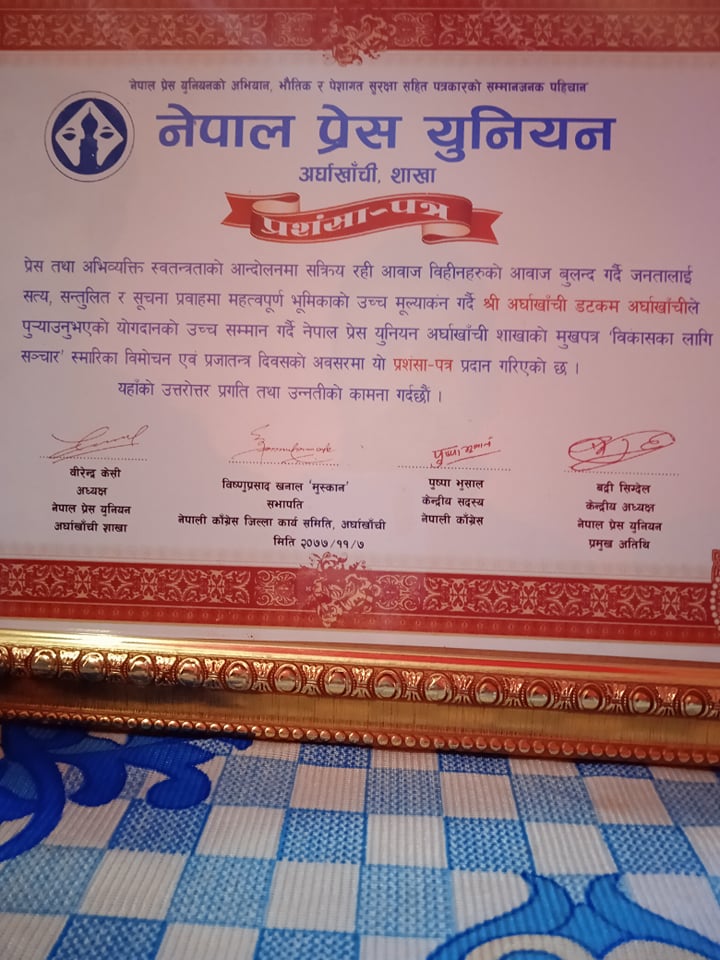 नेपाल प्रेस युनियनको अभियान, भौतिक र पेशागत सुरक्षा सहित पत्रकारको सम्मानजनक पहिचान
नेपाल प्रेस युनियन
अर्घाखाँची, शाखा
प्रशंसा-पत्र
प्रेस तथा अभिव्यक्ति स्वतन्त्रताको आन्दोलनमा सक्रिय रही आवाज विहीनहरुको आवाज बुलन्द गर्दै जनतालाई
सत्य, सन्तुलित र सूचना प्रवाहमा महत्वपूर्ण भूमिकाको उच्च मूल्याकंन गर्दै श्री अर्घाखाँची डटकम अर्घाखाँचीले
पुऱ्याउनुभएको योगदानको उच्च सम्मान गर्दै नेपाल प्रेस युनियन अर्घाखाँची शाखाको मुखपत्र 'विकासका लागि
सञ्चार' स्मारिका विमोचन एवं प्रजातन्त्र दिवसको अवसरमा यो प्रशंसा-पत्र प्रदान गरिएको छ ।
यहाँको उत्तरोत्तर प्रगति तथा उन्नतीको कामना गर्दछौं ।
वीरेन्द्र केसी
अध्यक्ष
नेपाल प्रेस युनियन
अर्घाखाँची शाखा
विष्णुप्रसाद खनाल 'मुस्कान'
सभापति
नेपाली काँग्रेस जिल्ला कार्य समिति, अर्घाखाँची
मिति २०७७/११/७
पुष्पा भुसाल
पुष्पा भुसाल
केन्द्रीय सदस्य
नेपाली काँग्रेस
बद्री सिग्देल
केन्द्रीय अध्यक्ष
नेपाल प्रेस युनियन
प्रमुख अतिथि